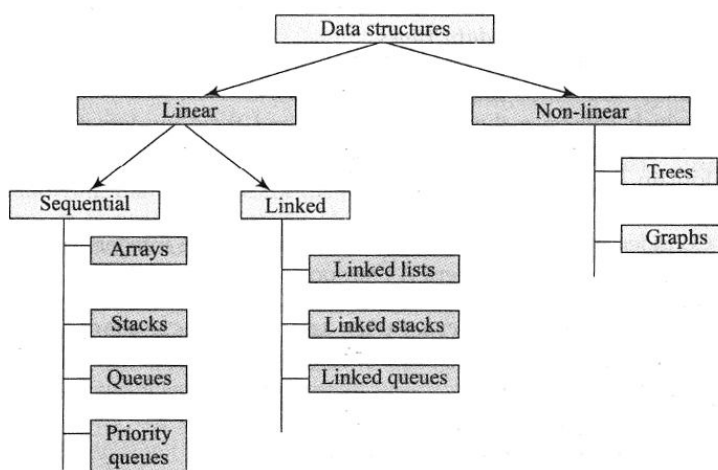 Data structures
Linear
Non-linear
Sequential
Linked
Trees
Arrays
Graphs
Linked lists
Stacks
Linked stacks
Queues
Linked queues
Priority
queues